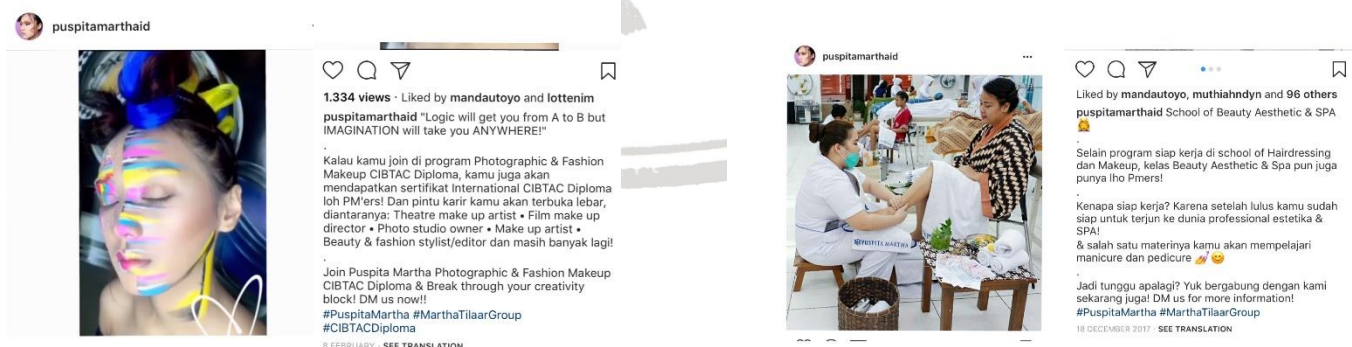 puspitamarthaid
1.334 views · Liked by mandautoyo and lottenim
puspitamarthaid "Logic will get you from A to B but
IMAGINATION will take you ANYWHERE!"
.
Kalau kamu join di program Photographic & Fashion
Makeup CIBTAC Diploma, kamu juga akan
mendapatkan sertifikat International CIBTAC Diploma
loh PM'ers! Dan pintu karir kamu akan terbuka lebar,
diantaranya: Theatre make up artist • Film make up
director • Photo studio owner • Make up artist •
Beauty & fashion stylist/editor dan masih banyak lagi!
.
Join Puspita Martha Photographic & Fashion Makeup
CIBTAC Diploma & Break through your creativity
block! DM us now!!
#PuspitaMartha #MarthaTilaarGroup
#CIBTACDiploma
8 FEBRUARY · SEE TRANSLATION
puspitamarthaid
PUSPITA MARTHA
Liked by mandautoyo, muthiahndyn and 96 others
puspitamarthaid School of Beauty Aesthetic & SPA
💆
.
Selain program siap kerja di school of Hairdressing
dan Makeup, kelas Beauty Aesthetic & Spa pun juga
punya lho Pmers!
.
Kenapa siap kerja? Karena setelah lulus kamu sudah
siap untuk terjun ke dunia professional estetika &
SPA!
& salah satu materinya kamu akan mempelajari
manicure dan pedicure 💅😊
.
Jadi tunggu apalagi? Yuk bergabung dengan kami
sekarang juga! DM us for more information!
#PuspitaMartha #MarthaTilaarGroup
18 DECEMBER 2017 · SEE TRANSLATION